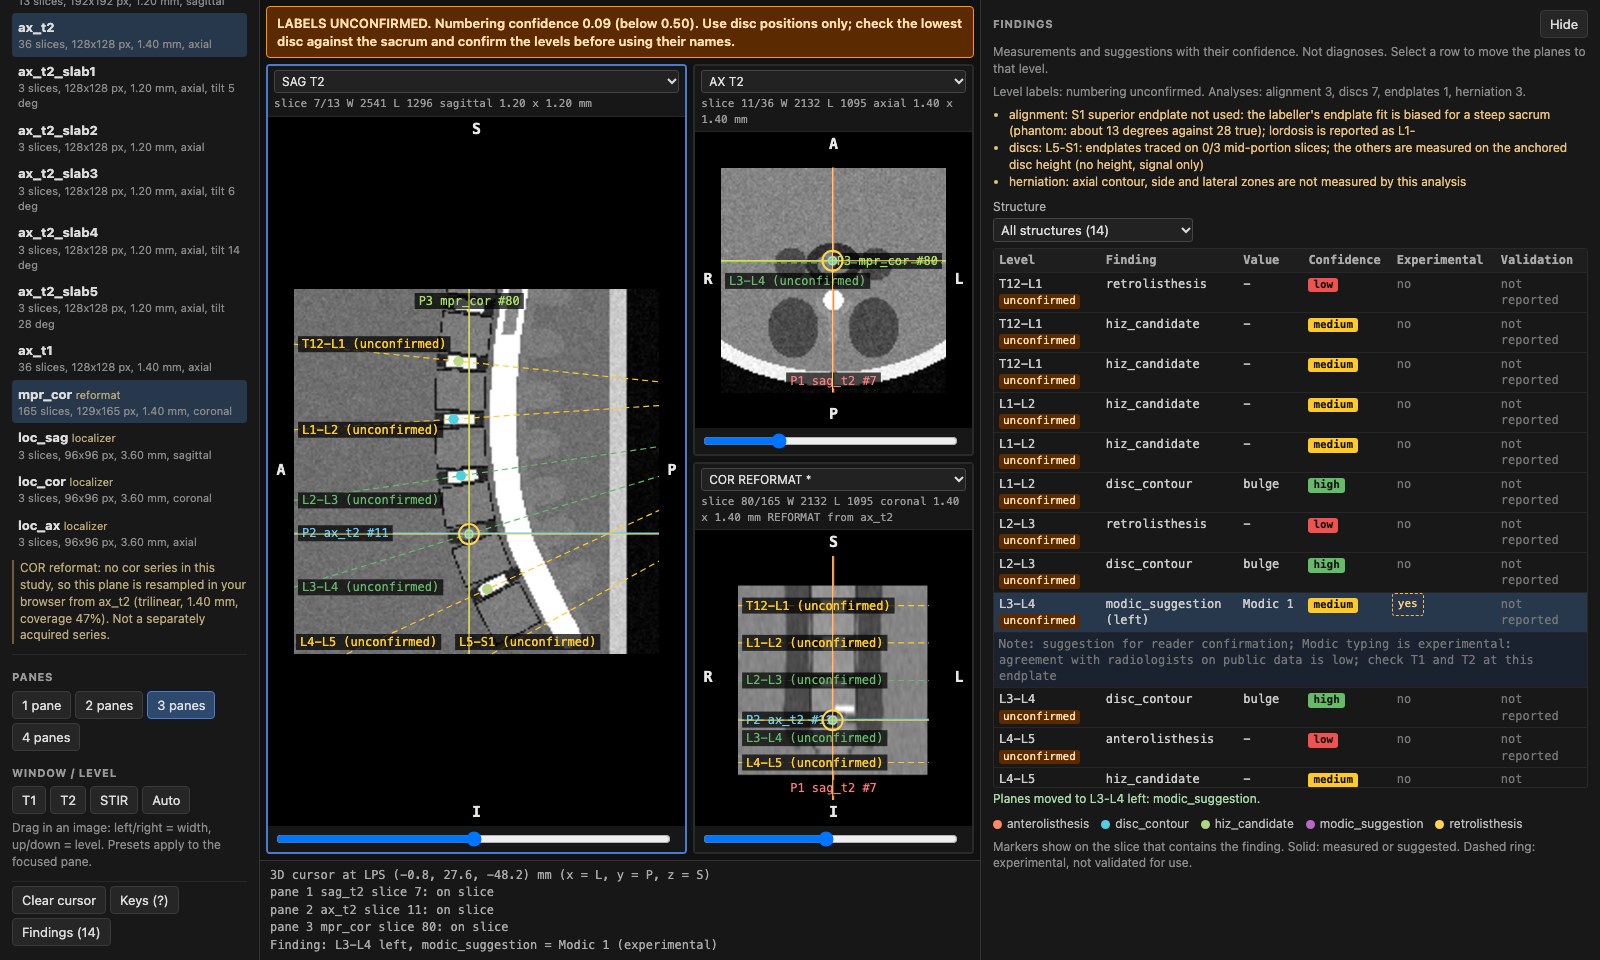 13 slices, 192x192 px, 1.20 mm, sagittal
ax_t2
36 slices, 128x128 px, 1.40 mm, axial
ax_t2_slab1
3 slices, 128x128 px, 1.20 mm, axial, tilt 5
deg
ax_t2_slab2
3 slices, 128x128 px, 1.20 mm, axial
ax_t2_slab3
3 slices, 128x128 px, 1.20 mm, axial, tilt 6
deg
ax_t2_slab4
3 slices, 128x128 px, 1.20 mm, axial, tilt 14
deg
ax_t2_slab5
3 slices, 128x128 px, 1.20 mm, axial, tilt
28 deg
ax_t1
36 slices, 128x128 px, 1.40 mm, axial
mpr_cor reformat
165 slices, 129x165 px, 1.40 mm, coronal
loc_sag localizer
3 slices, 96x96 px, 3.60 mm, sagittal
loc_cor localizer
3 slices, 96x96 px, 3.60 mm, coronal
loc_ax localizer
3 slices, 96x96 px, 3.60 mm, axial
COR reformat: no cor series in this
study, so this plane is resampled in your
browser from ax_t2 (trilinear, 1.40 mm,
coverage 47%). Not a separately
acquired series.
PANES
1 pane 2 panes 3 panes
4 panes
WINDOW / LEVEL
T1 T2 STIR Auto
Drag in an image: left/right = width,
up/down = level. Presets apply to the
focused pane.
Clear cursor Keys (?)
Findings (14)
LABELS UNCONFIRMED. Numbering confidence 0.09 (below 0.50). Use disc positions only; check the lowest
disc against the sacrum and confirm the levels before using their names.
SAG T2
slice 7/13 W 2541 L 1296 sagittal 1.20 x 1.20 mm
S
P3 mpr_cor #80
T12-L1 (unconfirmed)
L1-L2 (unconfirmed)
A P
L2-L3 (unconfirmed)
P2 ax_t2 #11
L3-L4 (unconfirmed)
L4-L5 (unconfirmed) L5-S1 (unconfirmed)
I
AX T2
slice 11/36 W 2132 L 1095 axial 1.40 x
1.40 mm
A
P3 mpr_cor #80
R L3-L4 (unconfirmed) L
P1 sag_t2 #7
P
COR REFORMAT *
slice 80/165 W 2132 L 1095 coronal 1.40
x 1.40 mm REFORMAT from ax_t2
S
T12-L1 (unconfirmed)
L1-L2 (unconfirmed)
R L2-L3 (unconfirmed) L
P2 ax_t2 #11
L3-L4 (unconfirmed)
L4-L5 (unconfirmed)
P1 sag_t2 #7
I
3D cursor at LPS (-0.8, 27.6, -48.2) mm (x = L, y = P, z = S)
pane 1 sag_t2 slice 7: on slice
pane 2 ax_t2 slice 11: on slice
pane 3 mpr_cor slice 80: on slice
Finding: L3-L4 left, modic_suggestion = Modic 1 (experimental)
FINDINGS Hide
Measurements and suggestions with their confidence. Not diagnoses. Select a row to move the planes to
that level.
Level labels: numbering unconfirmed. Analyses: alignment 3, discs 7, endplates 1, herniation 3.
• alignment: S1 superior endplate not used: the labeller's endplate fit is biased for a steep sacrum
(phantom: about 13 degrees against 28 true); lordosis is reported as L1-
• discs: L5-S1: endplates traced on 0/3 mid-portion slices; the others are measured on the anchored
disc height (no height, signal only)
• herniation: axial contour, side and lateral zones are not measured by this analysis
Structure
All structures (14)
Level Finding Value Confidence Experimental Validation
T12-L1 retrolisthesis – low no not
unconfirmed reported
T12-L1 hiz_candidate – medium no not
unconfirmed reported
T12-L1 hiz_candidate – medium no not
unconfirmed reported
L1-L2 hiz_candidate – medium no not
unconfirmed reported
L1-L2 hiz_candidate – medium no not
unconfirmed reported
L1-L2 disc_contour bulge high no not
unconfirmed reported
L2-L3 retrolisthesis – low no not
unconfirmed reported
L2-L3 disc_contour bulge high no not
unconfirmed reported
L3-L4 modic_suggestion Modic 1 medium yes not
unconfirmed (left) reported
Note: suggestion for reader confirmation; Modic typing is experimental:
agreement with radiologists on public data is low; check T1 and T2 at this
endplate
L3-L4 disc_contour bulge high no not
unconfirmed reported
L4-L5 anterolisthesis – low no not
unconfirmed reported
L4-L5 hiz_candidate – medium no not
Planes moved to L3-L4 left: modic_suggestion.
anterolisthesis disc_contour hiz_candidate modic_suggestion retrolisthesis
Markers show on the slice that contains the finding. Solid: measured or suggested. Dashed ring:
experimental, not validated for use.